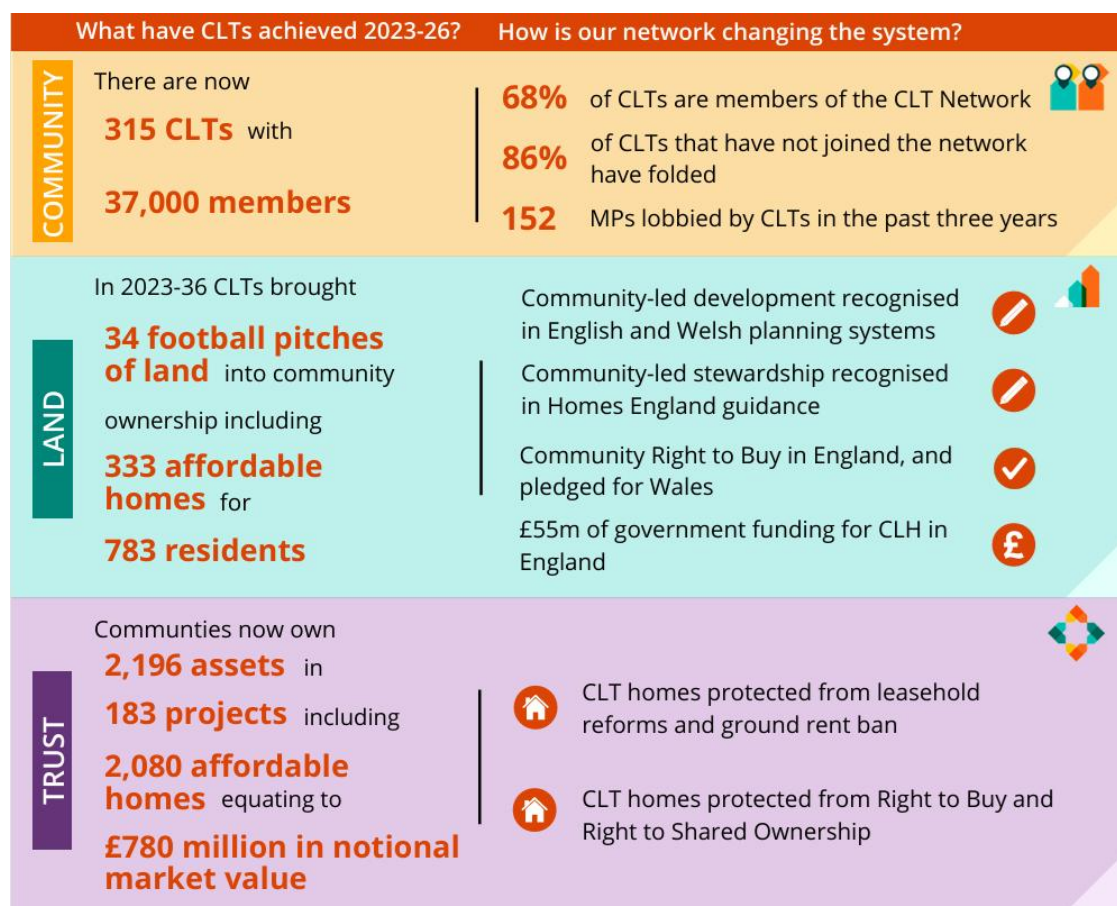 What have CLTs achieved 2023-26?
How is our network changing the system?
COMMUNITY
There are now
315 CLTs with
37,000 members
68% of CLTs are members of the CLT Network
86% of CLTs that have not joined the network
have folded
152 MPs lobbied by CLTs in the past three years
LAND
In 2023-36 CLTs brought
34 football pitches
of land into community
ownership including
333 affordable
homes for
783 residents
Community-led development recognised
in English and Welsh planning systems
Community-led stewardship recognised
in Homes England guidance
Community Right to Buy in England, and
pledged for Wales
£55m of government funding for CLH in
England
£
TRUST
Communties now own
2,196 assets in
183 projects including
2,080 affordable
homes equating to
£780 million in notional
market value
CLT homes protected from leasehold
reforms and ground rent ban
CLT homes protected from Right to Buy and
Right to Shared Ownership